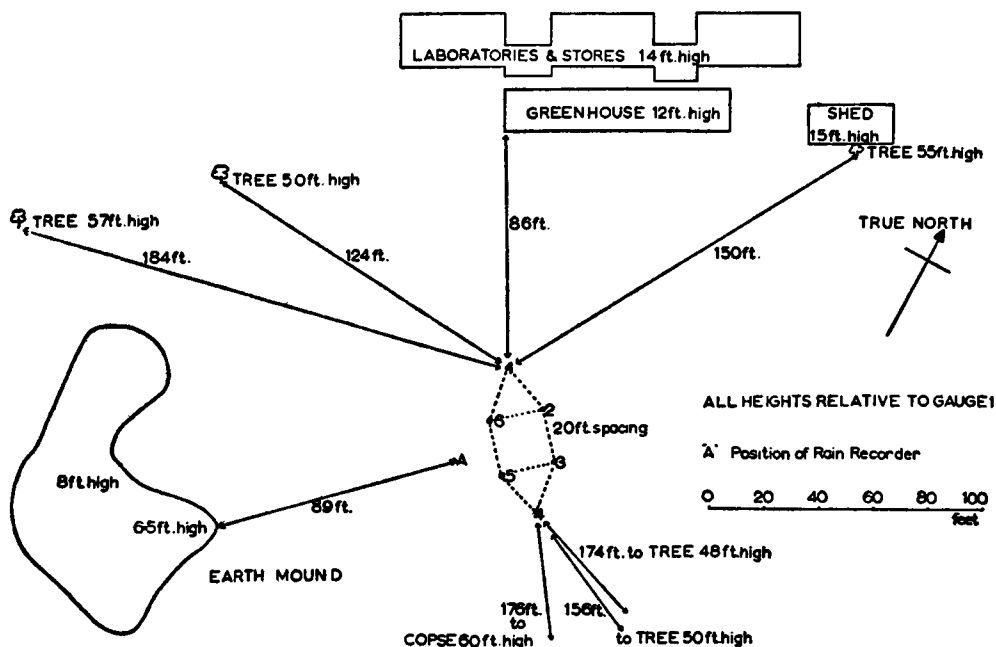 LABORATORIES & STORES 14ft.high
GREENHOUSE 12ft.high
SHED
15ft.high
TREE 55ft.high
TREE 50ft. high
TREE 57ft.high
184ft.
124ft.
86ft.
150ft.
TRUE NORTH
1
2
6
20ft.spacing
3
5
4
A
ALL HEIGHTS RELATIVE TO GAUGE1
'A' Position of Rain Recorder
0 20 40 60 80 100
feet
8ft.high
6·5ft.high
89ft.
EARTH MOUND
174ft. to TREE 48ft.high
176ft.
to
COPSE 60ft.high
156ft.
to TREE 50ft.high